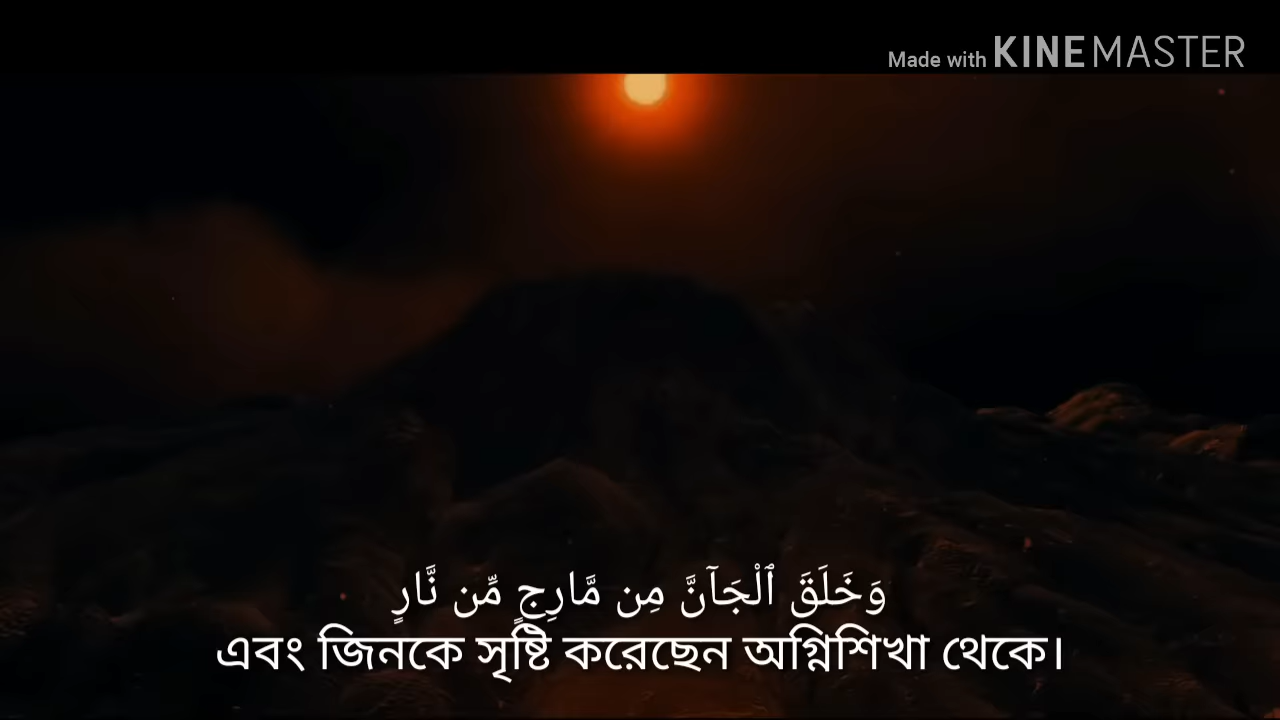 Made with KINEMASTER
وَخَلَقَ ٱلْجَآنَّ مِن مَّارِجٍ مِّن نَّارٍ
এবং জিনকে সৃষ্টি করেছেন অগ্নিশিখা থেকে।